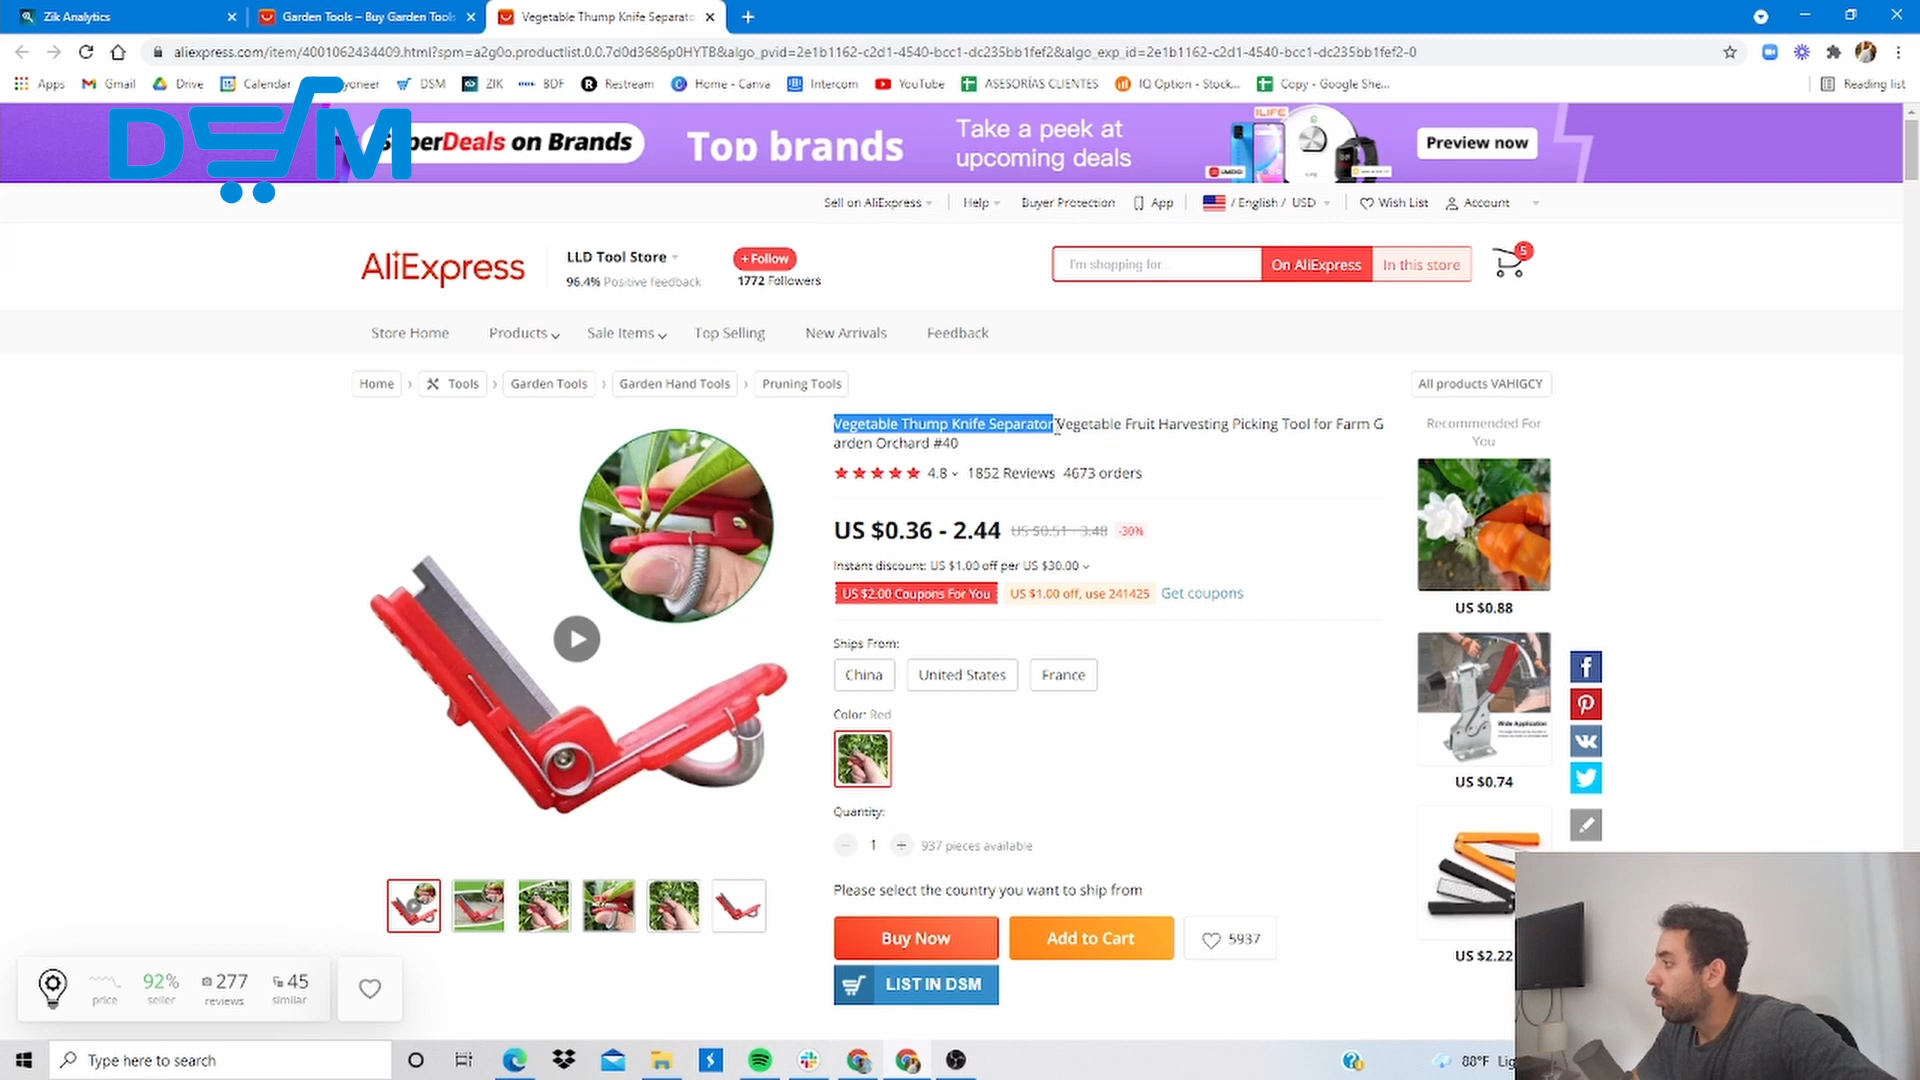 Zik Analytics
Garden Tools – Buy Garden Tools
Vegetable Thump Knife Separato
aliexpress.com/item/4001062434409.html?spm=a2g0o.productlist.0.0.7d0d3686p0HYTB&algo_pvid=2e1b1162-c2d1-4540-bcc1-dc235bb1fef2&algo_exp_id=2e1b1162-c2d1-4540-bcc1-dc235bb1fef2-0
Apps Gmail Drive Calendar yoneer DSM ZIK BDF Restream Home - Canva Intercom YouTube ASESORÍAS CLIENTES IQ Option - Stock... Copy - Google She... Reading list
DSM
perDeals on Brands
Top brands
Take a peek at
upcoming deals
ILIFE
UMIDIGI
Preview now
Sell on AliExpress Help Buyer Protection App / English / USD Wish List Account
AliExpress
LLD Tool Store
96.4% Positive feedback
+ Follow
1772 Followers
I'm shopping for...
On AliExpress
In this store
5
Store Home Products Sale Items Top Selling New Arrivals Feedback
Home › Tools › Garden Tools › Garden Hand Tools › Pruning Tools
All products VAHIGCY
Vegetable Thump Knife Separator Vegetable Fruit Harvesting Picking Tool for Farm G
arden Orchard #40
4.8 1852 Reviews 4673 orders
US $0.36 - 2.44 US $0.51 - 3.48 -30%
Instant discount: US $1.00 off per US $30.00
US $2.00 Coupons For You US $1.00 off, use 241425 Get coupons
Ships From:
China United States France
Color: Red
Quantity:
− 1 + 937 pieces available
Please select the country you want to ship from
Buy Now Add to Cart 5937
LIST IN DSM
Recommended For
You
US $0.88
Wide Application
US $0.74
US $2.22
price
92%
seller
277
reviews
45
similar
Type here to search
88°F Lig